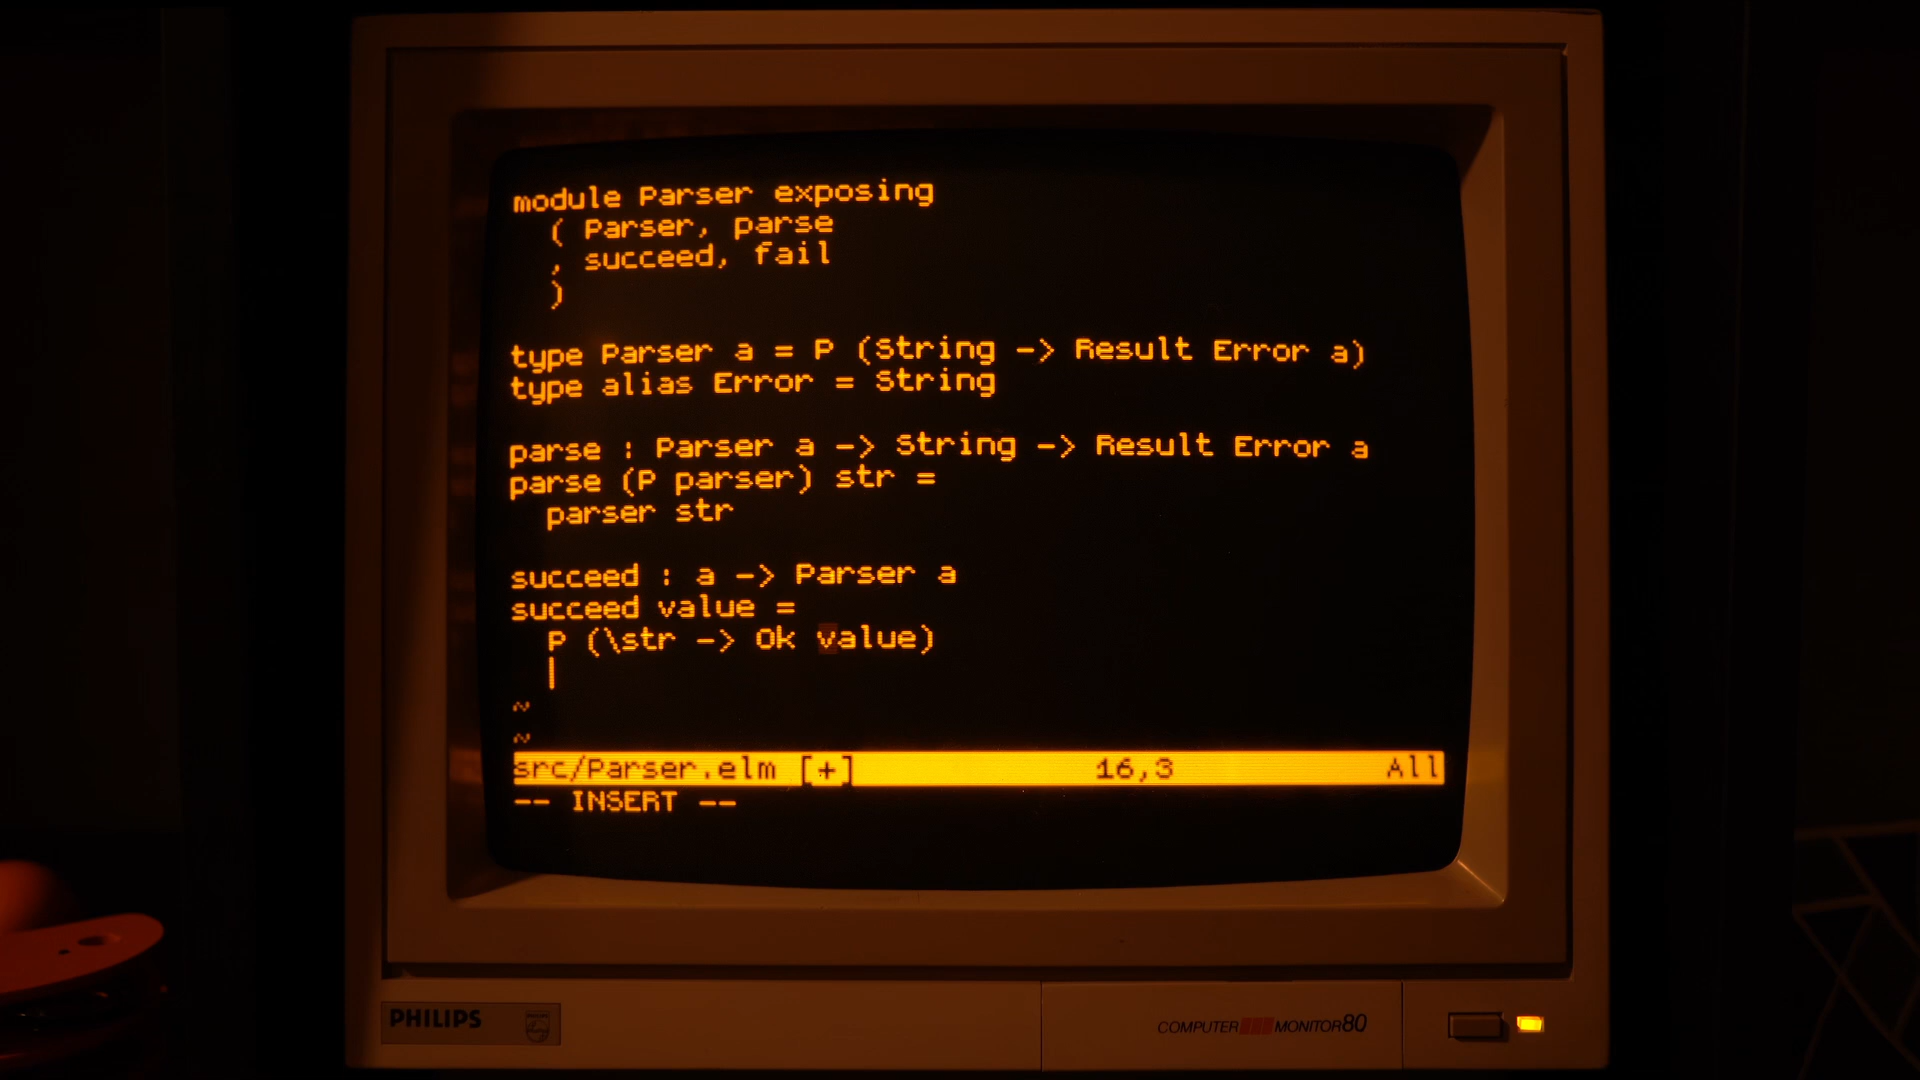 module Parser exposing
  ( Parser, parse
  , succeed, fail
  )

type Parser a = P (String -> Result Error a)
type alias Error = String

parse : Parser a -> String -> Result Error a
parse (P parser) str =
  parser str

succeed : a -> Parser a
succeed value =
  P (\str -> Ok value)
~
~
src/Parser.elm [+] 16,3 All
-- INSERT --
PHILIPS
COMPUTER MONITOR80